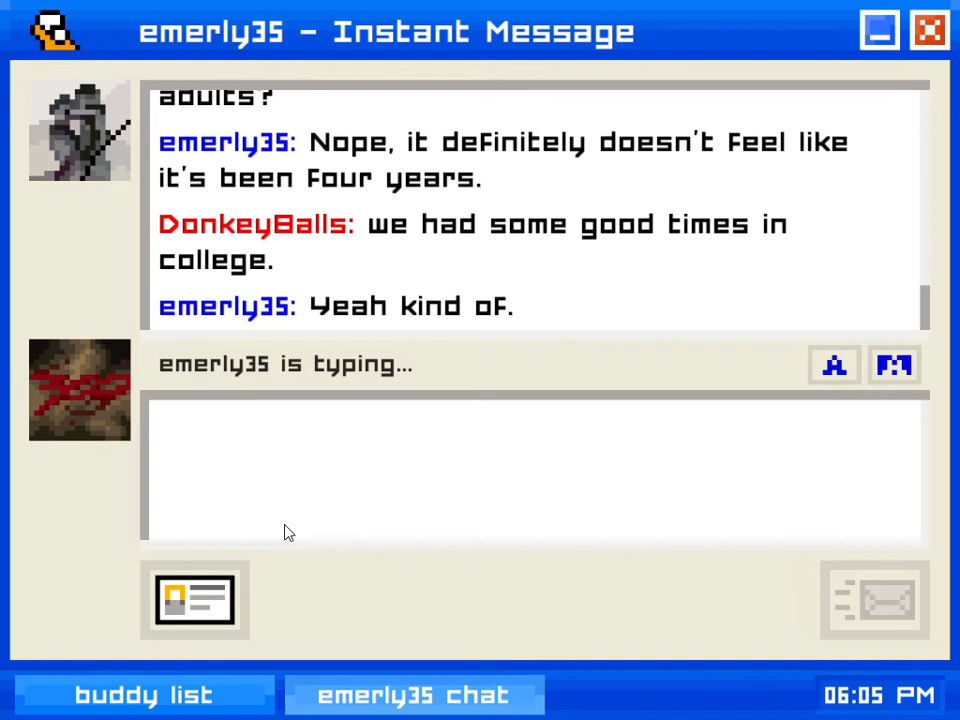 emerly35 - Instant Message
adults?
emerly35: Nope, it definitely doesn't feel like
it's been four years.
DonkeyBalls: we had some good times in
college.
emerly35: Yeah kind of.
emerly35 is typing...
A
buddy list
emerly35 chat
06:05 PM